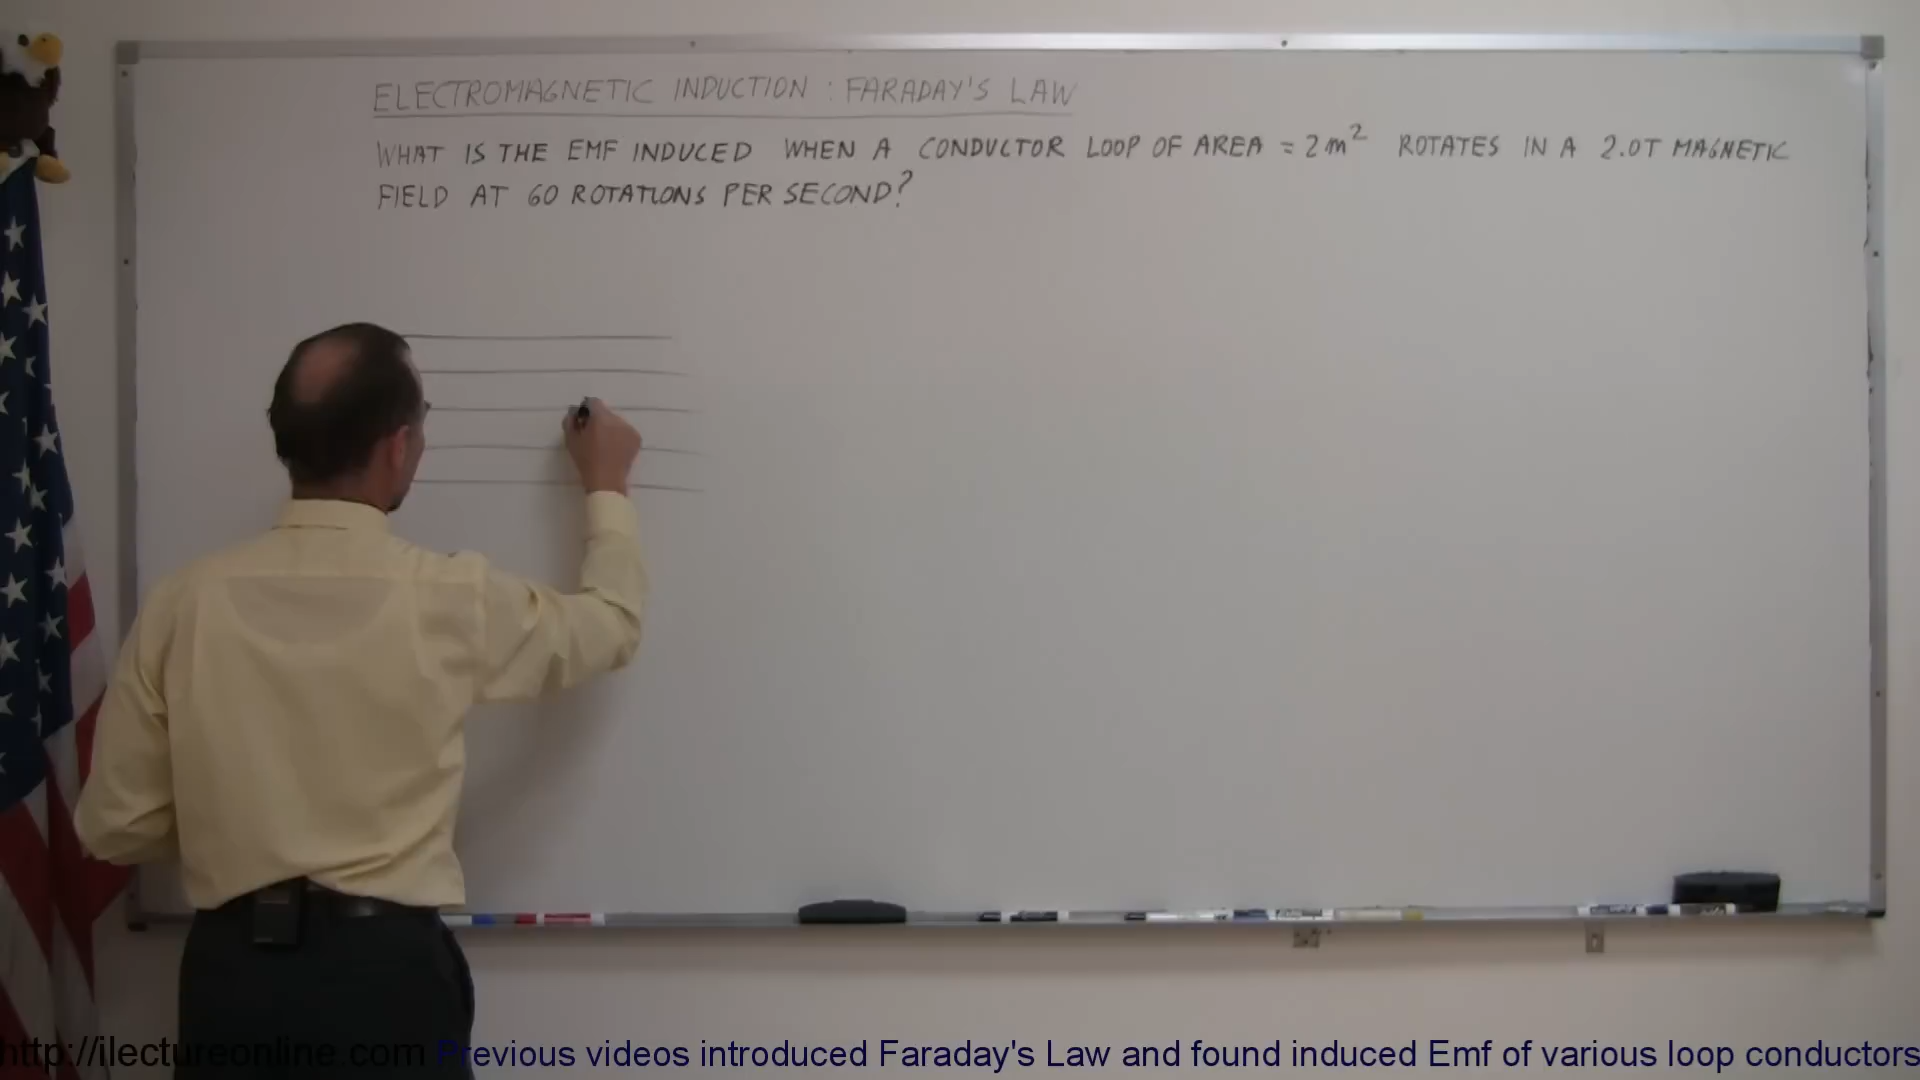 ELECTROMAGNETIC INDUCTION : FARADAY'S LAW
WHAT IS THE EMF INDUCED WHEN A CONDUCTOR LOOP OF AREA = 2m² ROTATES IN A 2.0T MAGNETIC
FIELD AT 60 ROTATIONS PER SECOND?
http://ilectureonline.com Previous videos introduced Faraday's Law and found induced Emf of various loop conductors